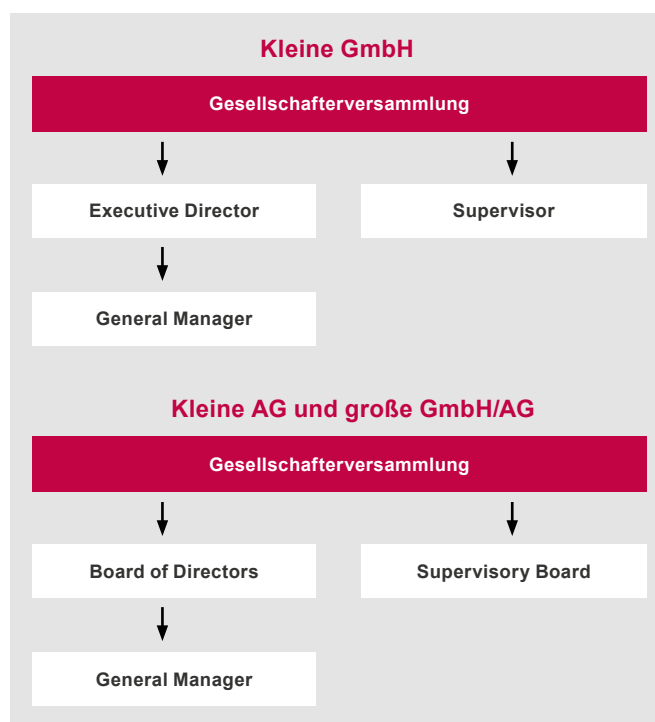 Kleine GmbH
Gesellschafterversammlung
Executive Director
Supervisor
General Manager
Kleine AG und große GmbH/AG
Gesellschafterversammlung
Board of Directors
Supervisory Board
General Manager